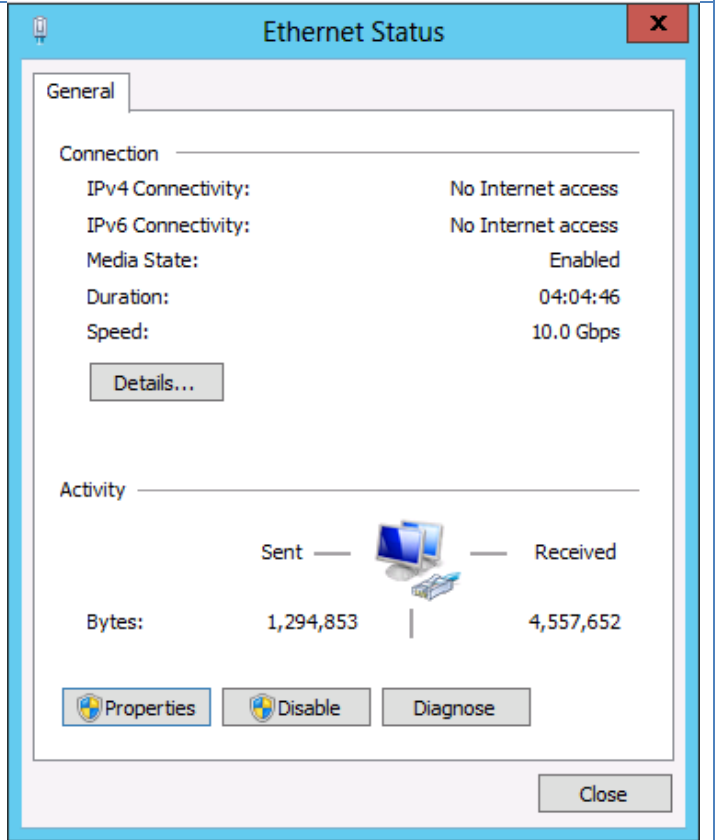 Ethernet Status
x
General
Connection
IPv4 Connectivity: No Internet access
IPv6 Connectivity: No Internet access
Media State: Enabled
Duration: 04:04:46
Speed: 10.0 Gbps
Details...
Activity
Sent Received
Bytes: 1,294,853 4,557,652
Properties Disable Diagnose
Close